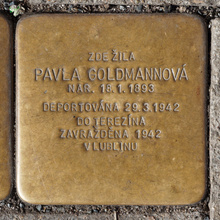 ZDE ŽILA
PAVLA GOLDMANNOVÁ
NAR. 18.1.1893
DEPORTOVÁNA 29.3.1942
DO TEREZÍNA
ZAVRAŽDĚNA 1942
V LUBLINU